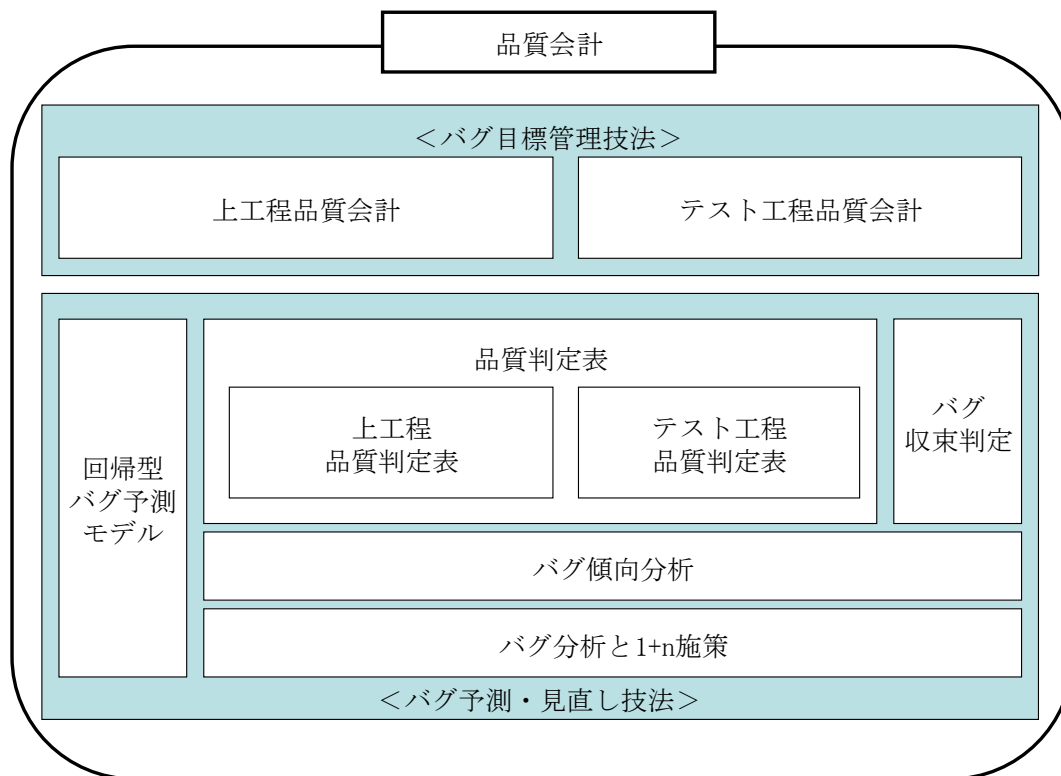 品質会計
＜バグ目標管理技法＞
上工程品質会計
テスト工程品質会計
回帰型
バグ予測
モデル
品質判定表
上工程
品質判定表
テスト工程
品質判定表
バグ
収束判定
バグ傾向分析
バグ分析と1+n施策
＜バグ予測・見直し技法＞